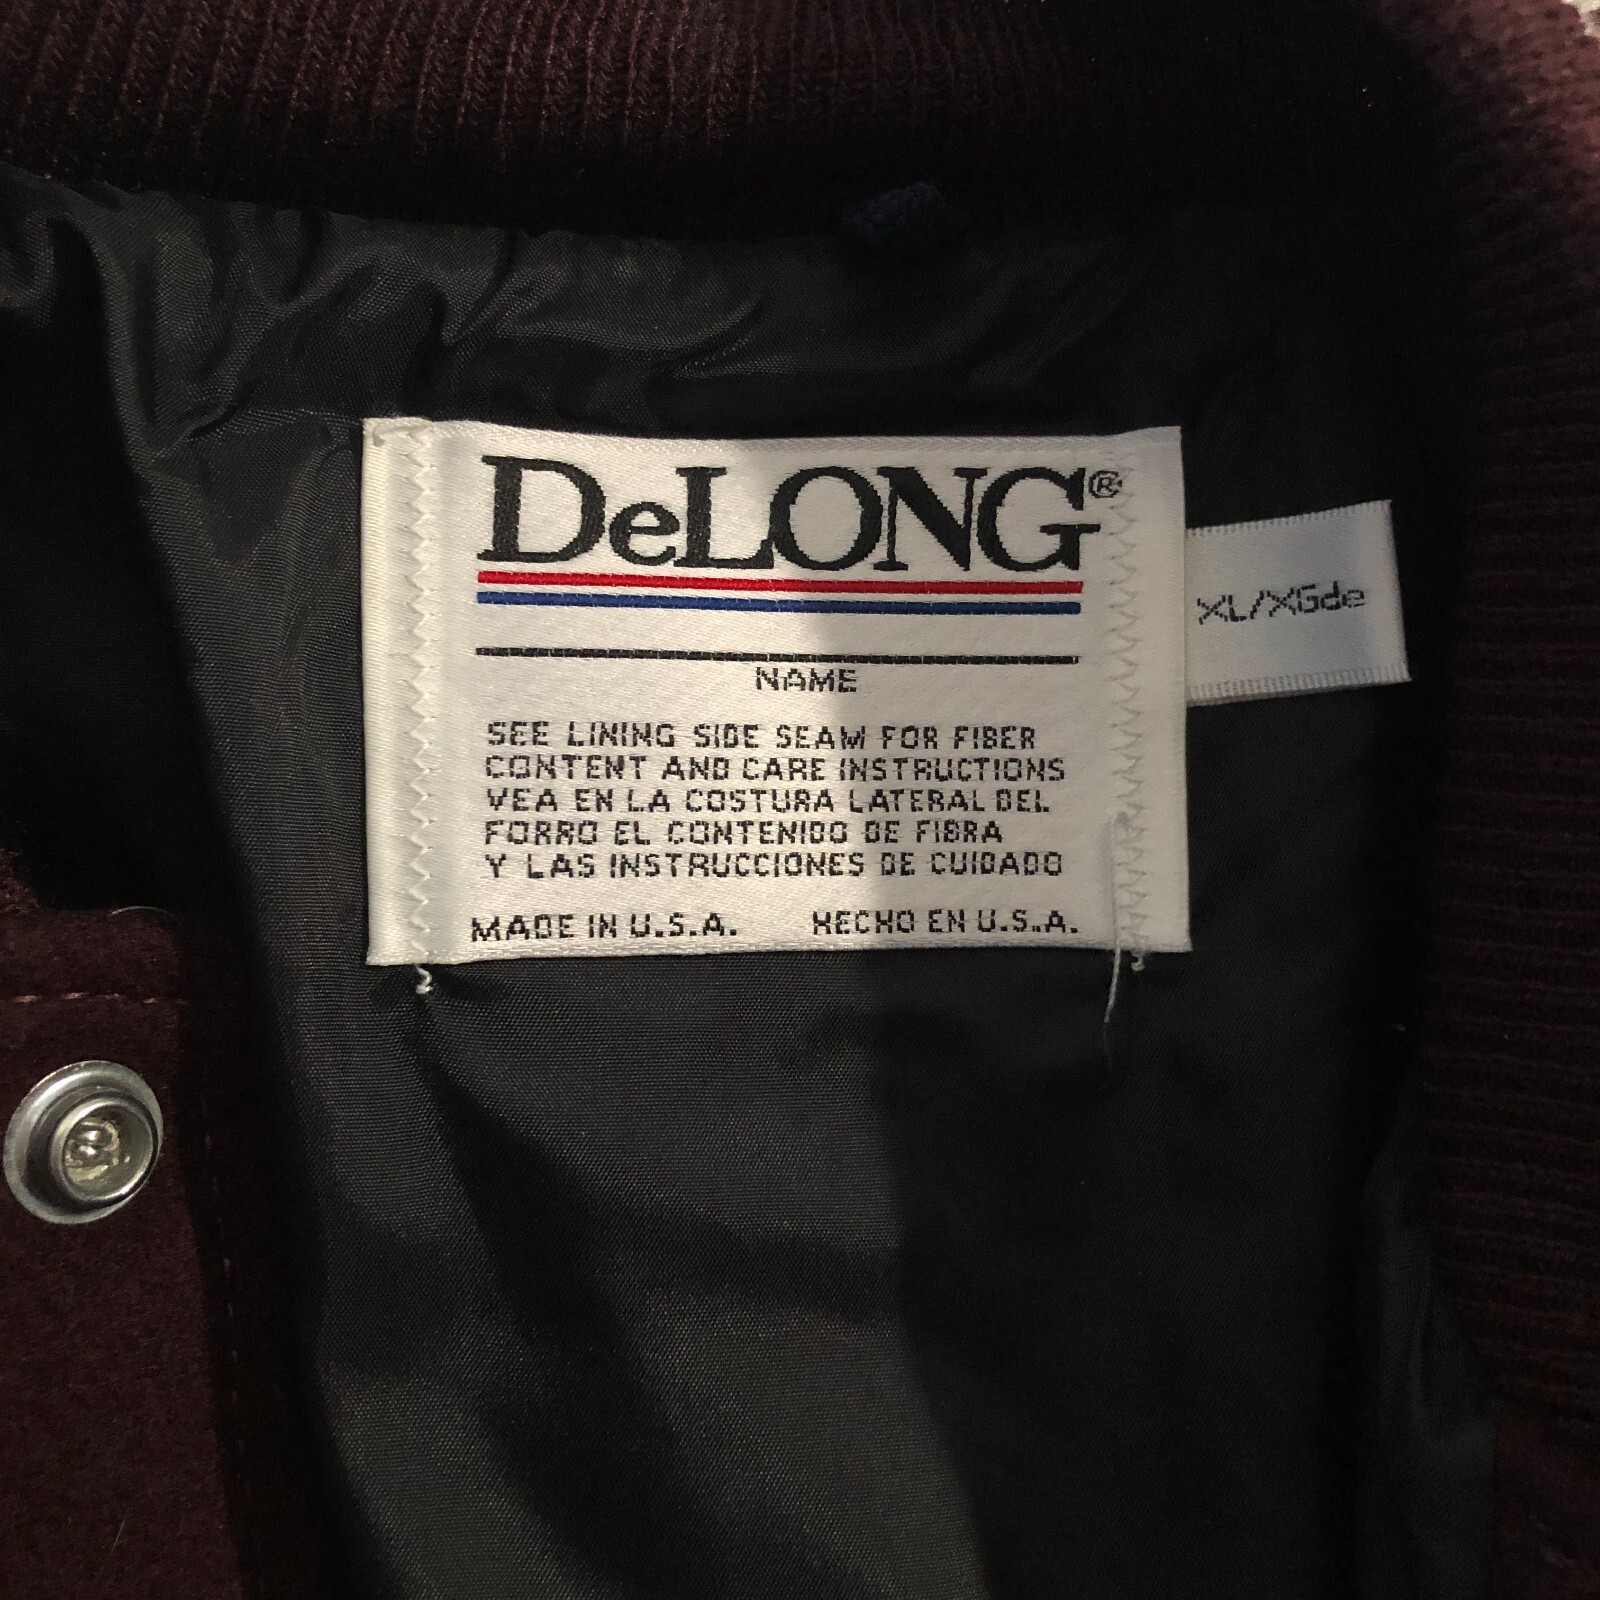 DeLONG®
XL/XGde
NAME
SEE LINING SIDE SEAM FOR FIBER
CONTENT AND CARE INSTRUCTIONS
VEA EN LA COSTURA LATERAL DEL
FORRO EL CONTENIDO DE FIBRA
Y LAS INSTRUCCIONES DE CUIDADO
MADE IN U.S.A. HECHO EN U.S.A.